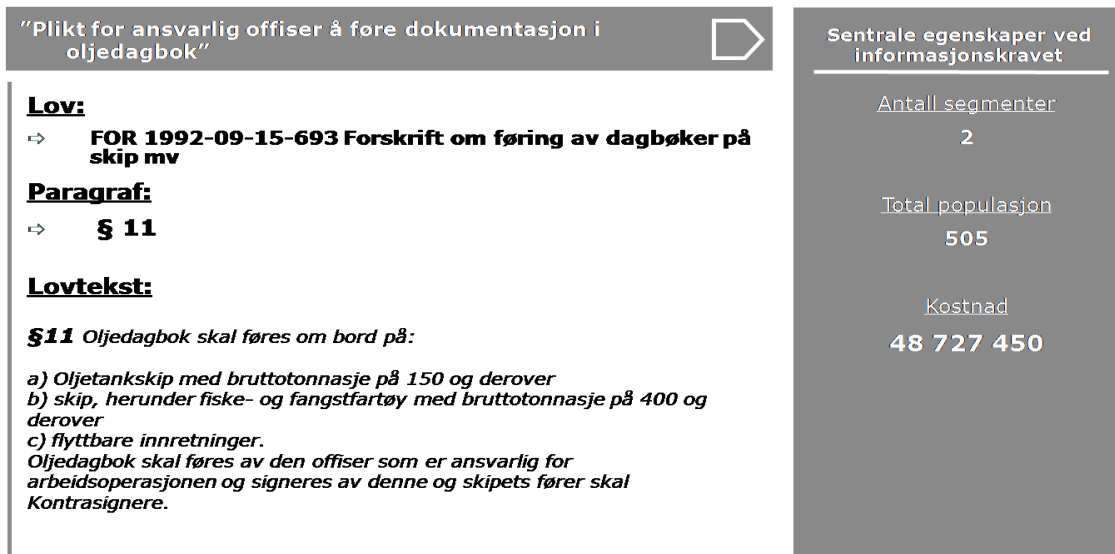 ”Plikt for ansvarlig offiser å føre dokumentasjon i
oljedagbok”
Lov:
⇨ FOR 1992-09-15-693 Forskrift om føring av dagbøker på
skip mv
Paragraf:
⇨ § 11
Lovtekst:
§11 Oljedagbok skal føres om bord på:
a) Oljetankskip med bruttotonnasje på 150 og derover
b) skip, herunder fiske- og fangstfartøy med bruttotonnasje på 400 og
derover
c) flyttbare innretninger.
Oljedagbok skal føres av den offiser som er ansvarlig for
arbeidsoperasjonen og signeres av denne og skipets fører skal
Kontrasignere.
Sentrale egenskaper ved
informasjonskravet
Antall segmenter
2
Total populasjon
505
Kostnad
48 727 450